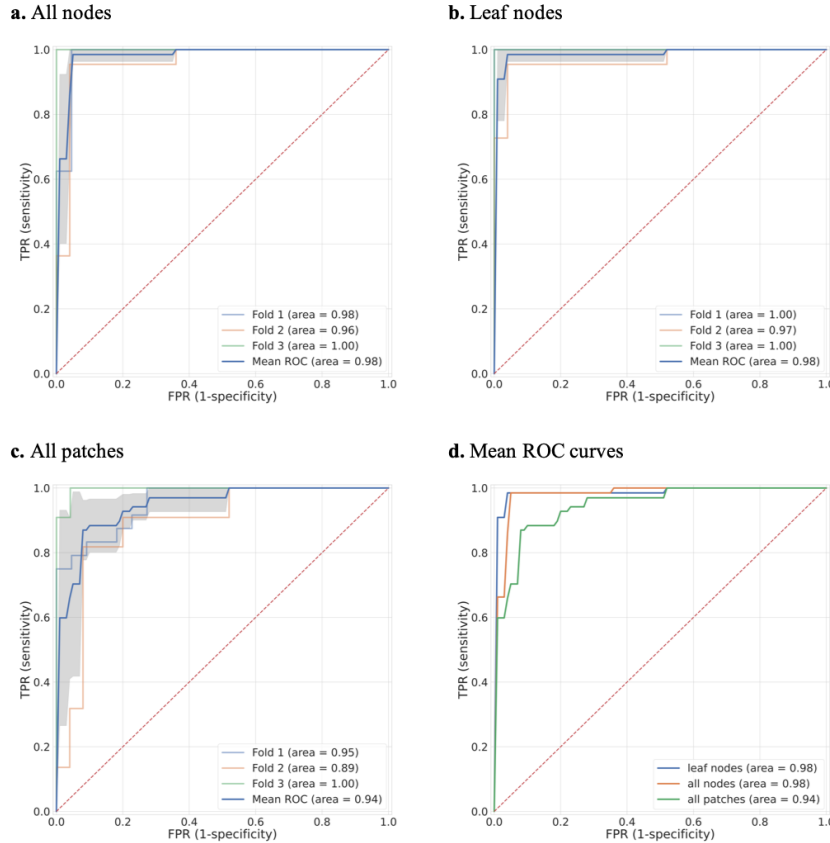 a. All nodes
1.0
0.8
0.6
0.4
0.2
0.0
TPR (sensitivity)
Fold 1 (area = 0.98)
Fold 2 (area = 0.96)
Fold 3 (area = 1.00)
Mean ROC (area = 0.98)
0.0 0.2 0.4 0.6 0.8 1.0
FPR (1-specificity)
b. Leaf nodes
1.0
0.8
0.6
0.4
0.2
0.0
TPR (sensitivity)
Fold 1 (area = 1.00)
Fold 2 (area = 0.97)
Fold 3 (area = 1.00)
Mean ROC (area = 0.98)
0.0 0.2 0.4 0.6 0.8 1.0
FPR (1-specificity)
c. All patches
1.0
0.8
0.6
0.4
0.2
0.0
TPR (sensitivity)
Fold 1 (area = 0.95)
Fold 2 (area = 0.89)
Fold 3 (area = 1.00)
Mean ROC (area = 0.94)
0.0 0.2 0.4 0.6 0.8 1.0
FPR (1-specificity)
d. Mean ROC curves
1.0
0.8
0.6
0.4
0.2
0.0
TPR (sensitivity)
leaf nodes (area = 0.98)
all nodes (area = 0.98)
all patches (area = 0.94)
0.0 0.2 0.4 0.6 0.8 1.0
FPR (1-specificity)